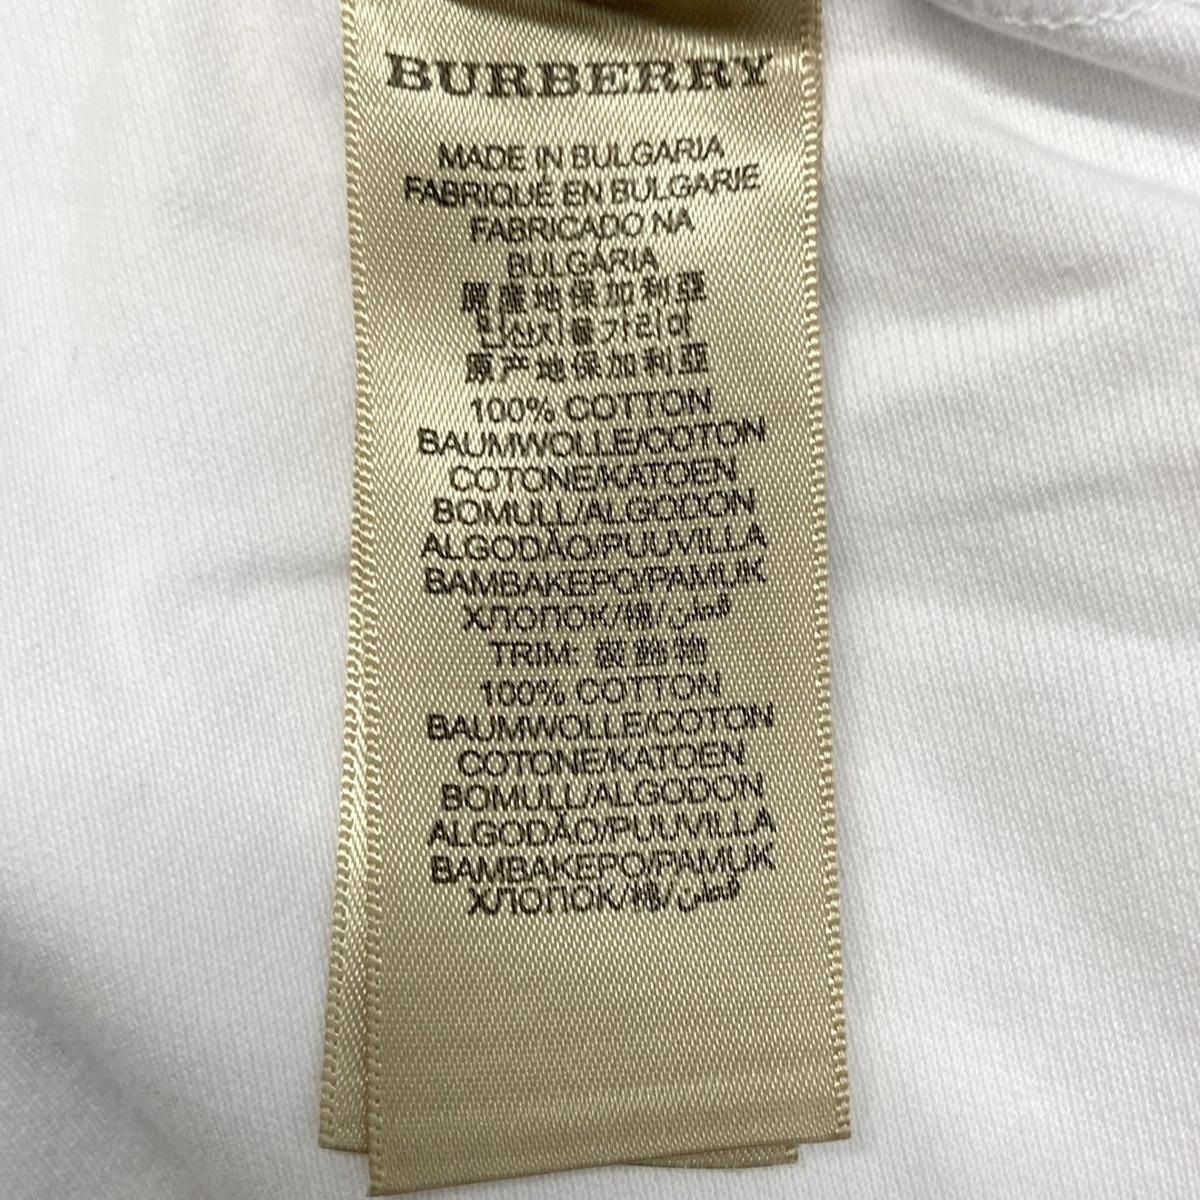 BURBERRY
MADE IN BULGARIA
FABRIQUÉ EN BULGARIE
FABRICADO NA
BULGÁRIA
原產地保加利亞
원산지불가리아
原产地保加利亞
100% COTTON
BAUMWOLLE/COTON
COTONE/KATOEN
BOMULL/ALGODON
ALGODÃO/PUUVILLA
BAMBAKEPO/PAMUK
ХЛОПОК/棉/قطن
TRIM: 裝飾物
100% COTTON
BAUMWOLLE/COTON
COTONE/KATOEN
BOMULL/ALGODON
ALGODÃO/PUUVILLA
BAMBAKEPO/PAMUK
ХЛОПОК/棉/قطن